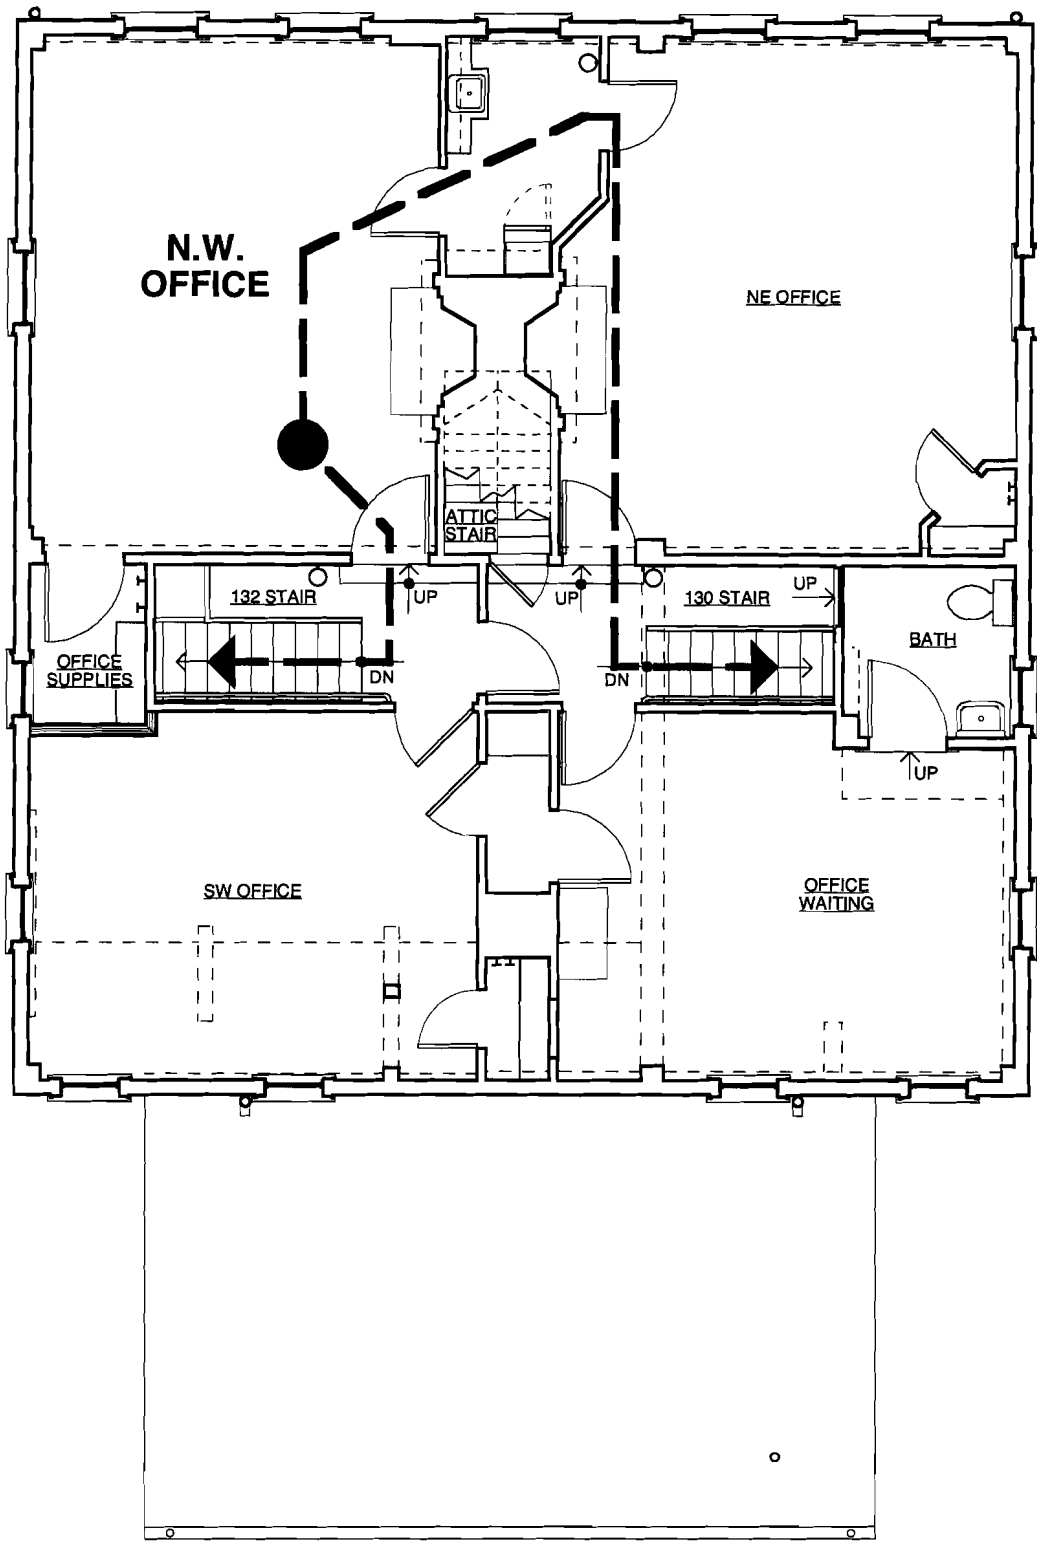 N.W.
OFFICE
NE OFFICE
ATTIC
STAIR
132 STAIR
UP
UP
130 STAIR
UP
BATH
OFFICE
SUPPLIES
DN
DN
UP
SW OFFICE
OFFICE
WAITING